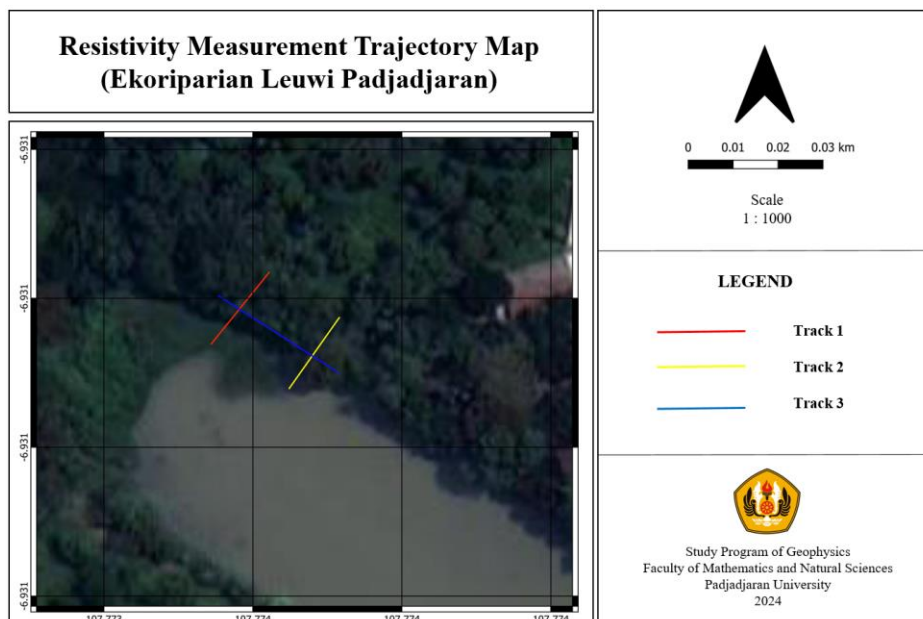 Resistivity Measurement Trajectory Map
(Ekoriparian Leuwi Padjadjaran)
-6.931
-6.931
-6.931
-6.931
107.773
107.774
107.774
107.774
0 0.01 0.02 0.03 km
Scale
1 : 1000
LEGEND
Track 1
Track 2
Track 3
Study Program of Geophysics
Faculty of Mathematics and Natural Sciences
Padjadjaran University
2024